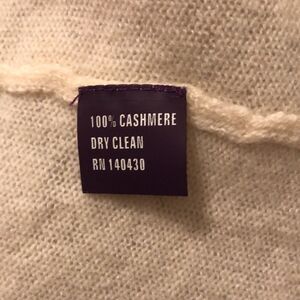 100% CASHMERE
DRY CLEAN
RN 140430